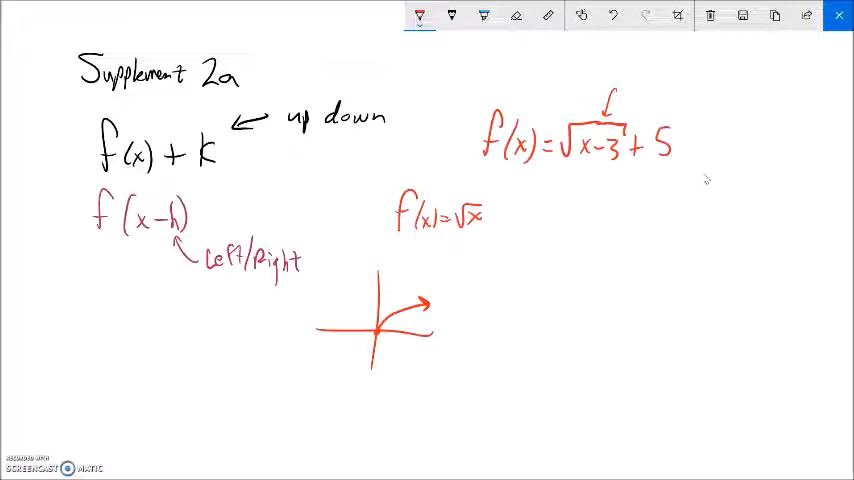 Supplement 2a
f(x) + k
up down
f(x) = √x-3 + 5
f(x-h)
f(x) = √x
Left/Right
RECORDED WITH
SCREENCAST MATIC